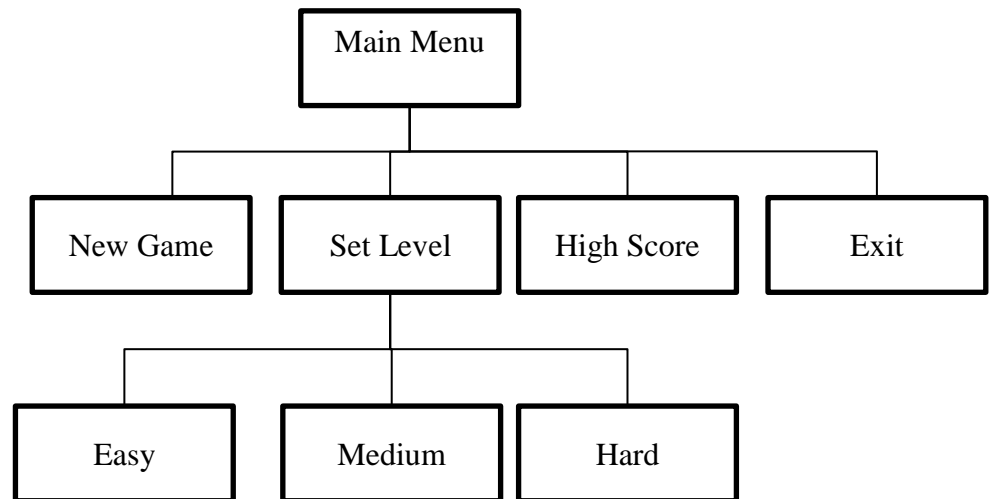 Main Menu
New Game
Set Level
High Score
Exit
Easy
Medium
Hard